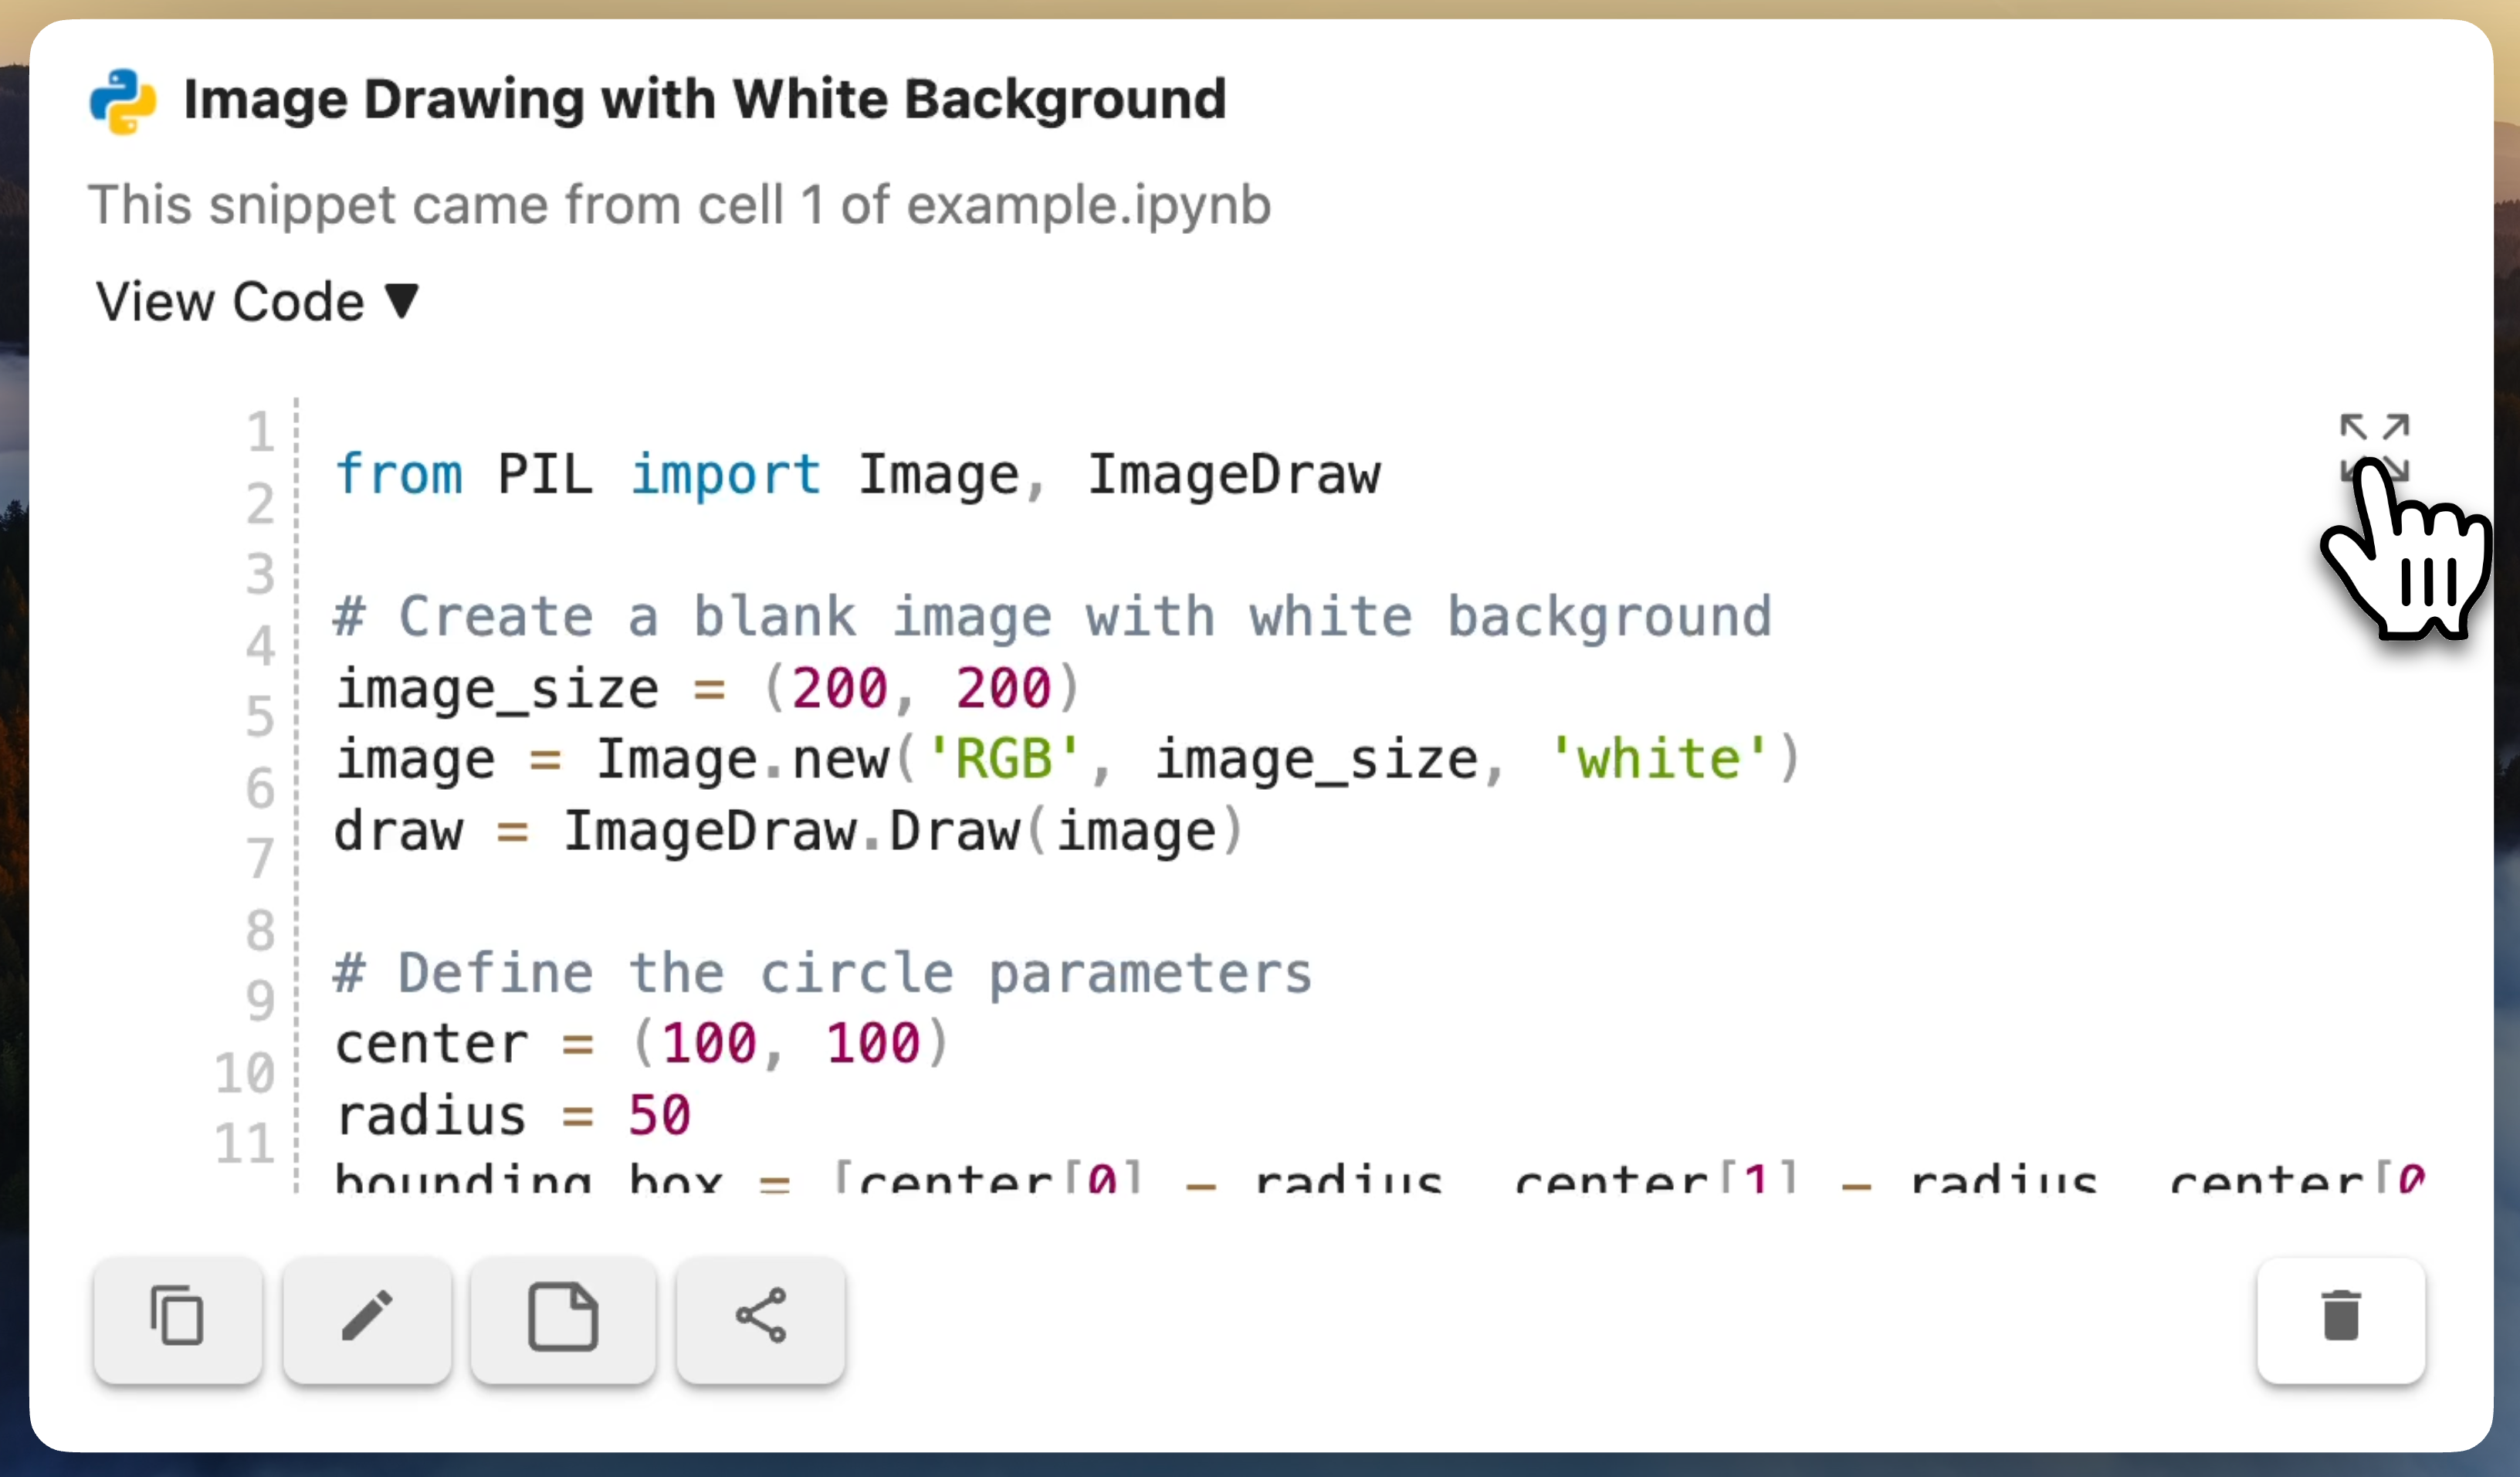 Image Drawing with White Background
This snippet came from cell 1 of example.ipynb
View Code ▼
1
from PIL import Image, ImageDraw
2
3
# Create a blank image with white background
4
image_size = (200, 200)
5
image = Image.new('RGB', image_size, 'white')
6
draw = ImageDraw.Draw(image)
7
8
# Define the circle parameters
9
center = (100, 100)
10
radius = 50
11
bounding_box = [center[0] - radius, center[1] - radius, center[0